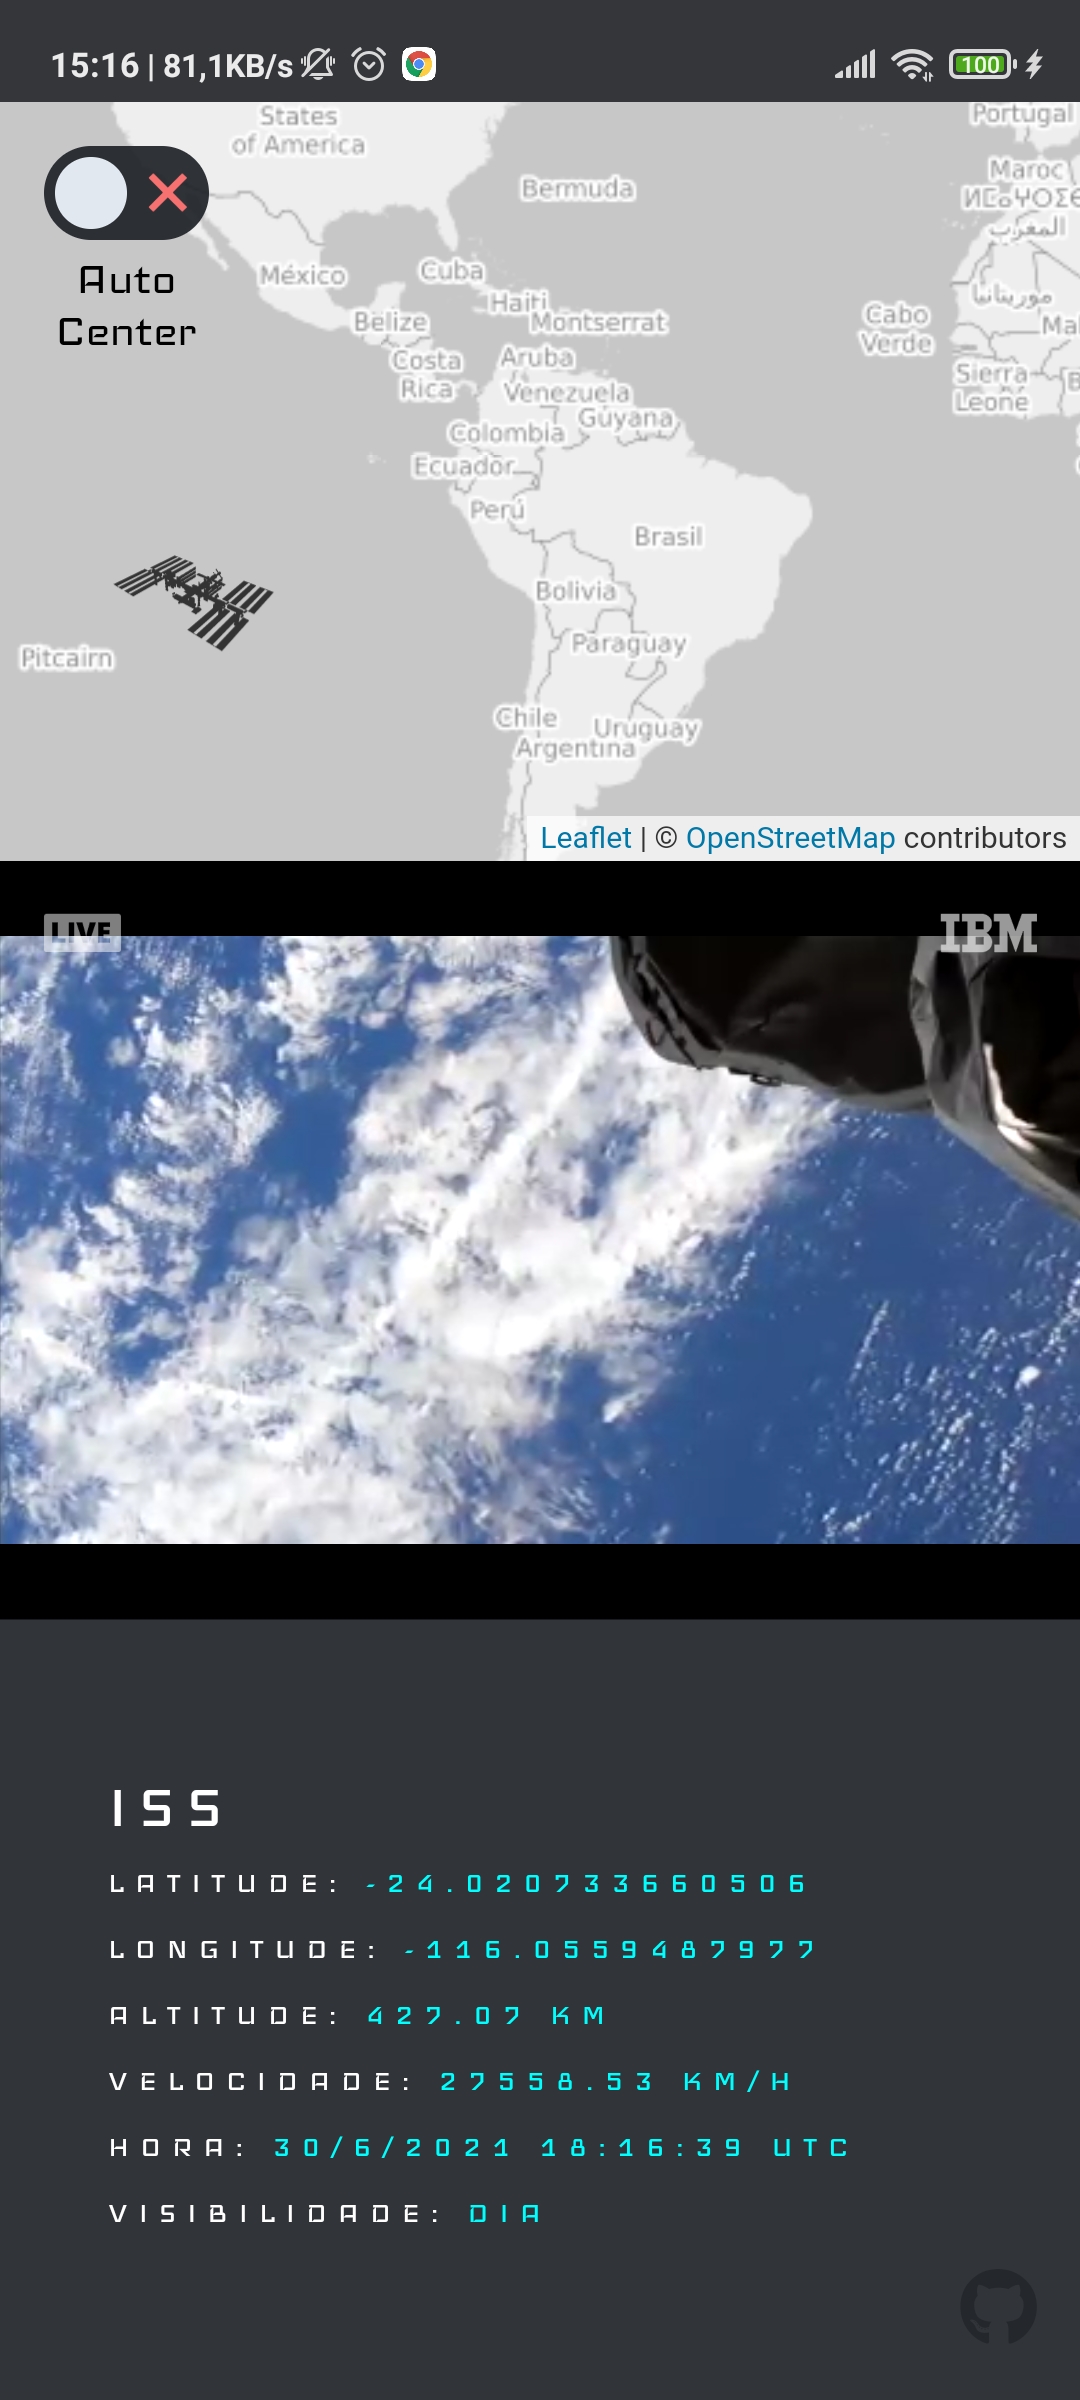 15:16 | 81,1KB/s
100
States
of America
Portugal
Bermuda
Maroc
ⵍⵎⵖⵔⵉⴱ
المغرب
Auto
Center
México
Cuba
Haiti
موريتانيا
Belize
Montserrat
Cabo
Verde
Costa
Rica
Aruba
Venezuela
Sierra
Leone
Guyana
Colombia
Ecuador
Perú
Brasil
Bolivia
Paraguay
Pitcairn
Chile
Uruguay
Argentina
Leaflet | © OpenStreetMap contributors
LIVE
IBM
ISS
LATITUDE: -24.020733660506
LONGITUDE: -116.0559487977
ALTITUDE: 427.07 KM
VELOCIDADE: 27558.53 KM/H
HORA: 30/6/2021 18:16:39 UTC
VISIBILIDADE: DIA